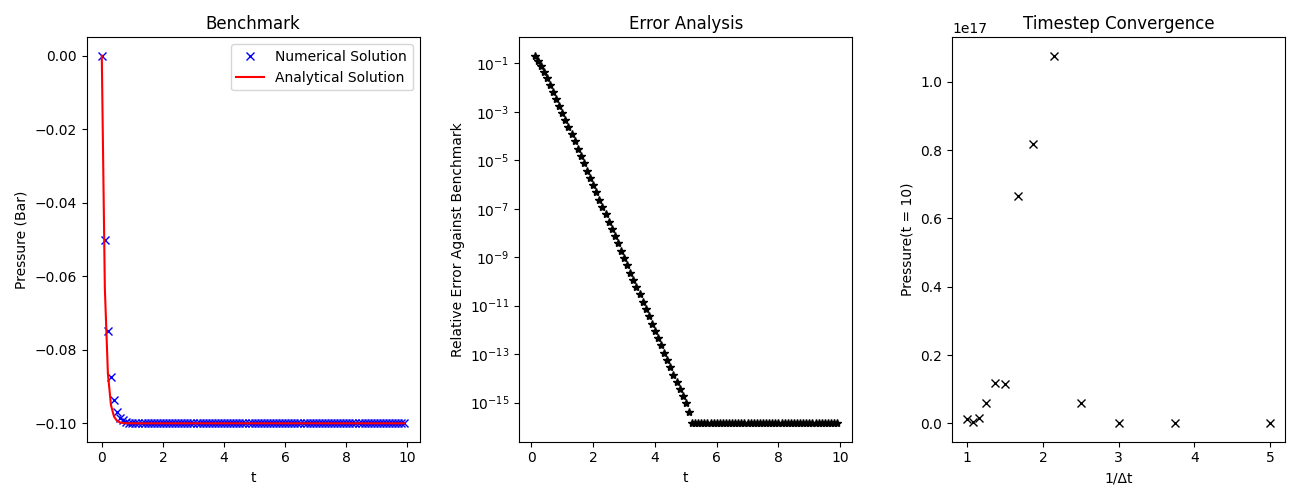 Benchmark
Numerical Solution
Analytical Solution
0.00
−0.02
−0.04
−0.06
−0.08
−0.10
Pressure (Bar)
0 2 4 6 8 10
t
Error Analysis
10⁻¹
10⁻³
10⁻⁵
10⁻⁷
10⁻⁹
10⁻¹¹
10⁻¹³
10⁻¹⁵
Relative Error Against Benchmark
0 2 4 6 8 10
t
Timestep Convergence
1e17
1.0
0.8
0.6
0.4
0.2
0.0
Pressure(t = 10)
1 2 3 4 5
1/Δt